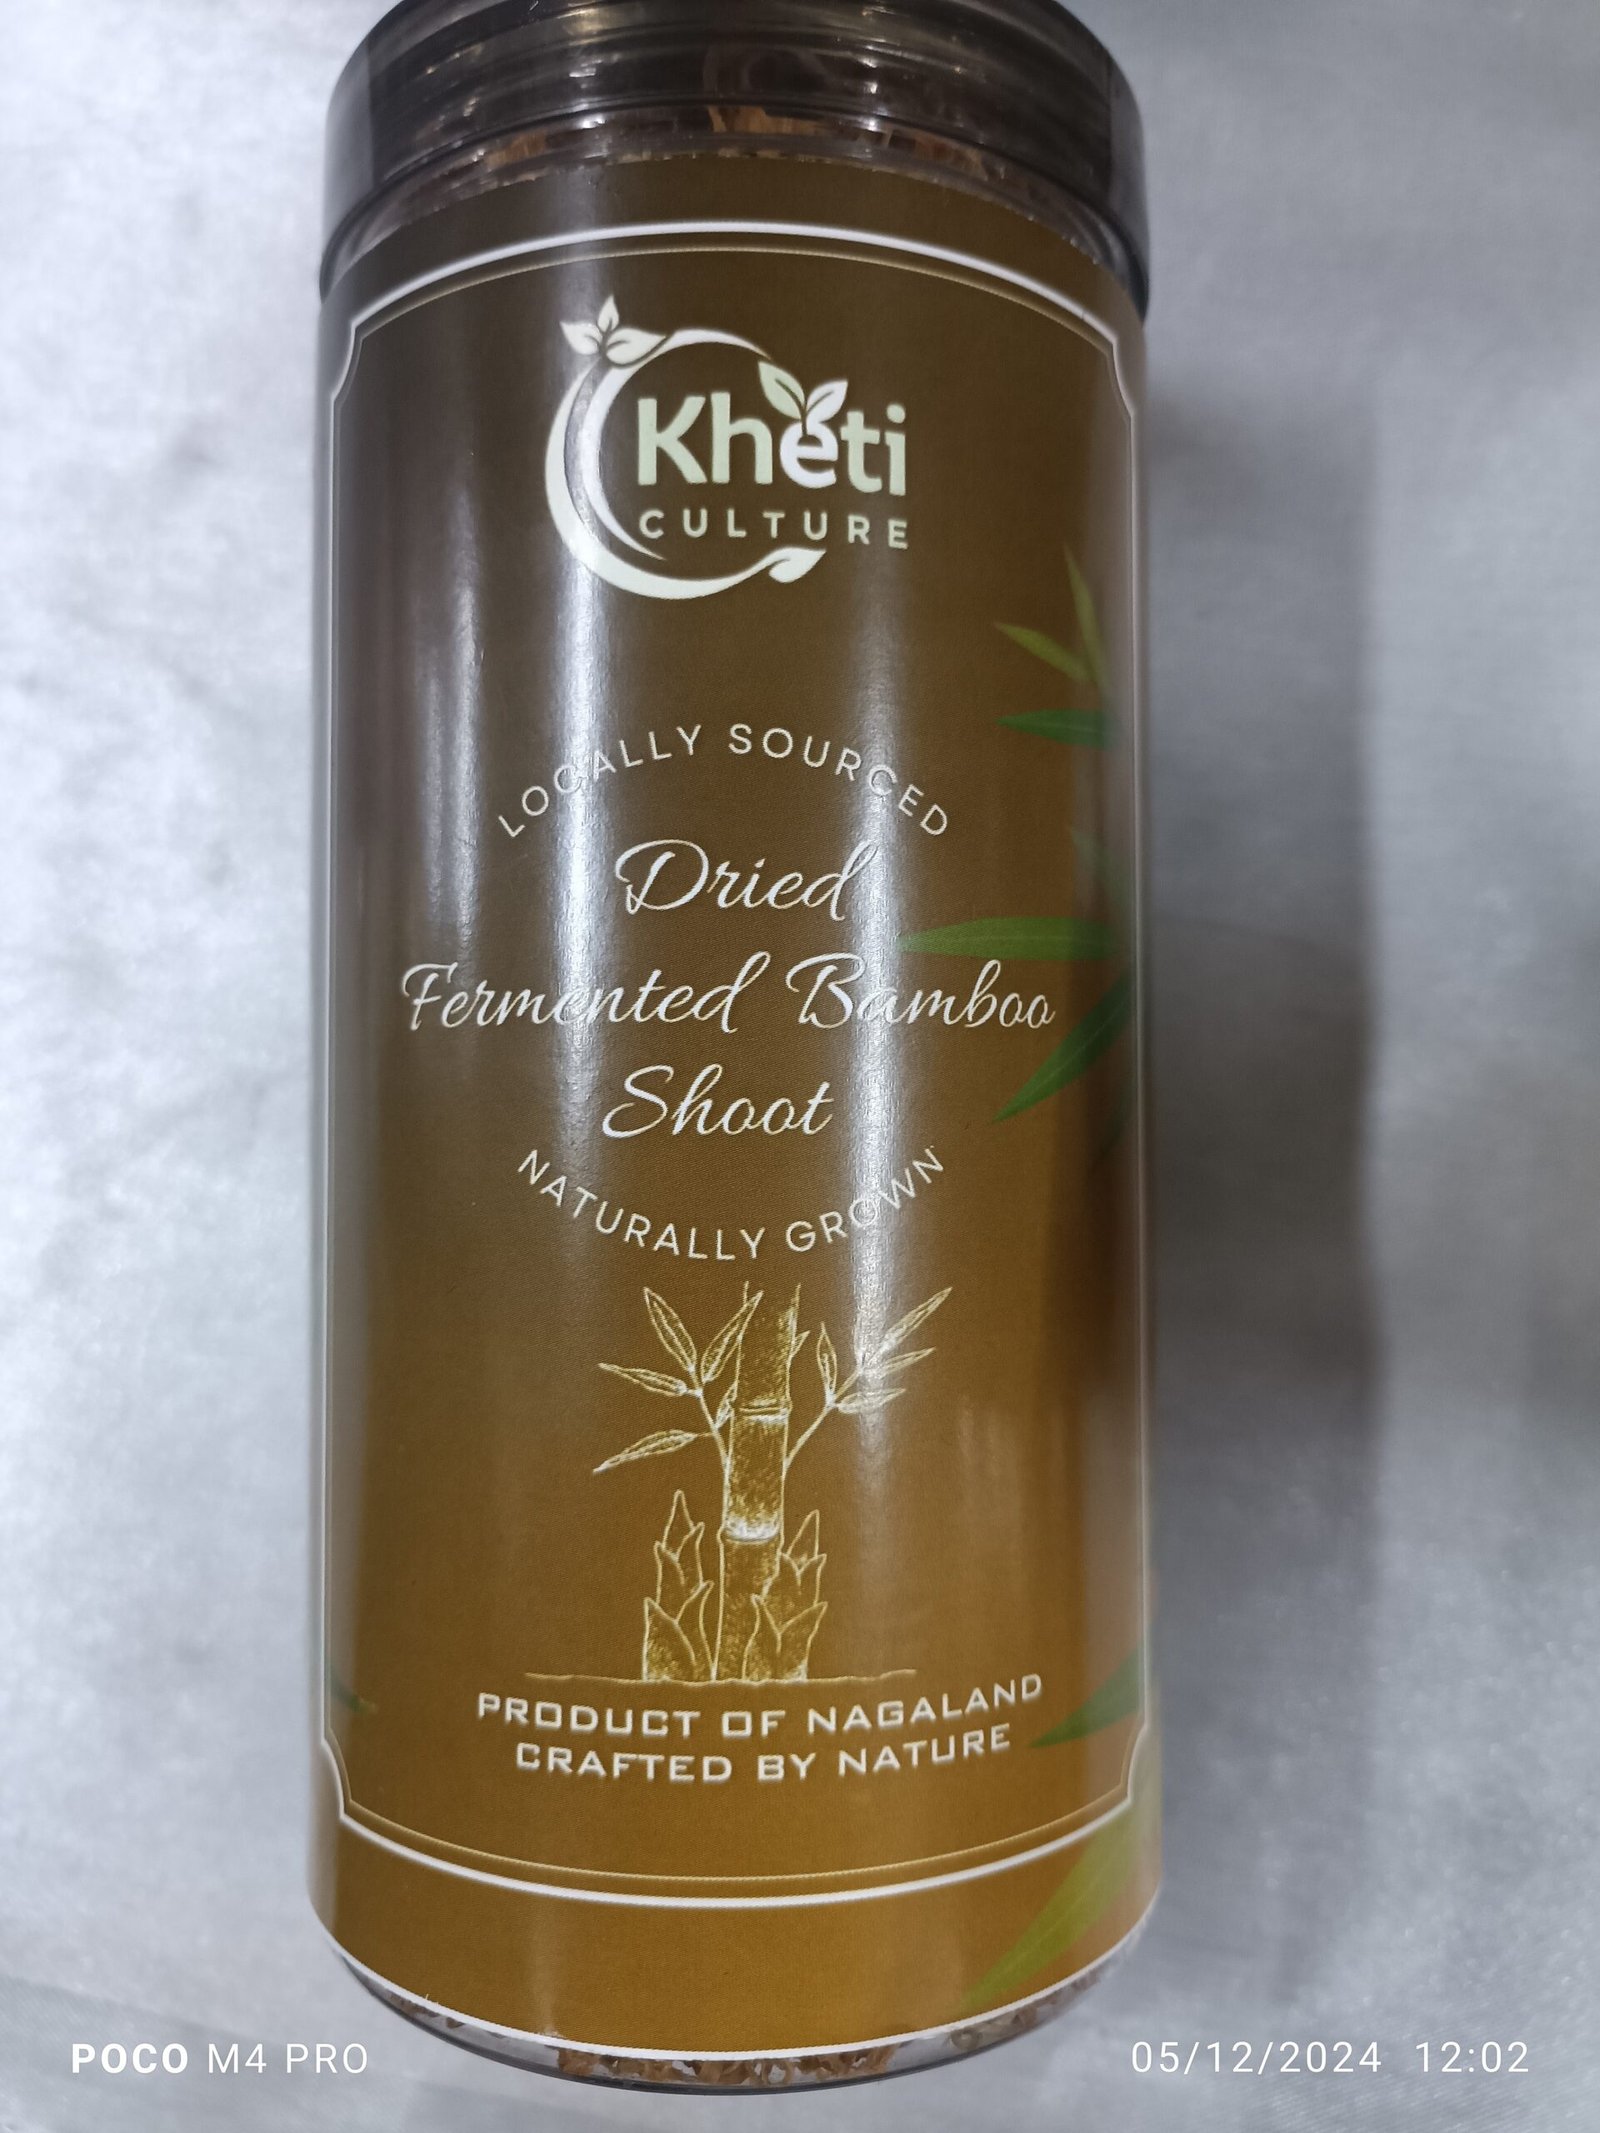 Kheti
CULTURE
LOCALLY SOURCED
Dried
Fermented Bamboo
Shoot
NATURALLY GROWN
PRODUCT OF NAGALAND
CRAFTED BY NATURE
POCO M4 PRO
05/12/2024 12:02